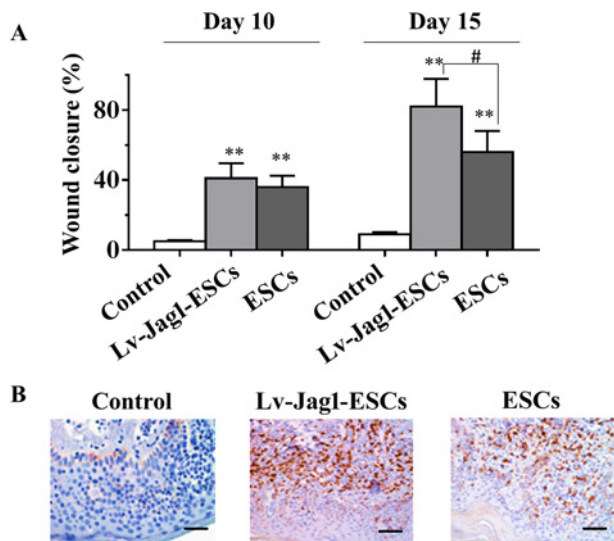 A
Day 10
Day 15
Wound closure (%)
80
40
0
**
**
**
#
**
Control
Lv-Jag1-ESCs
ESCs
Control
Lv-Jag1-ESCs
ESCs
B
Control
Lv-Jag1-ESCs
ESCs